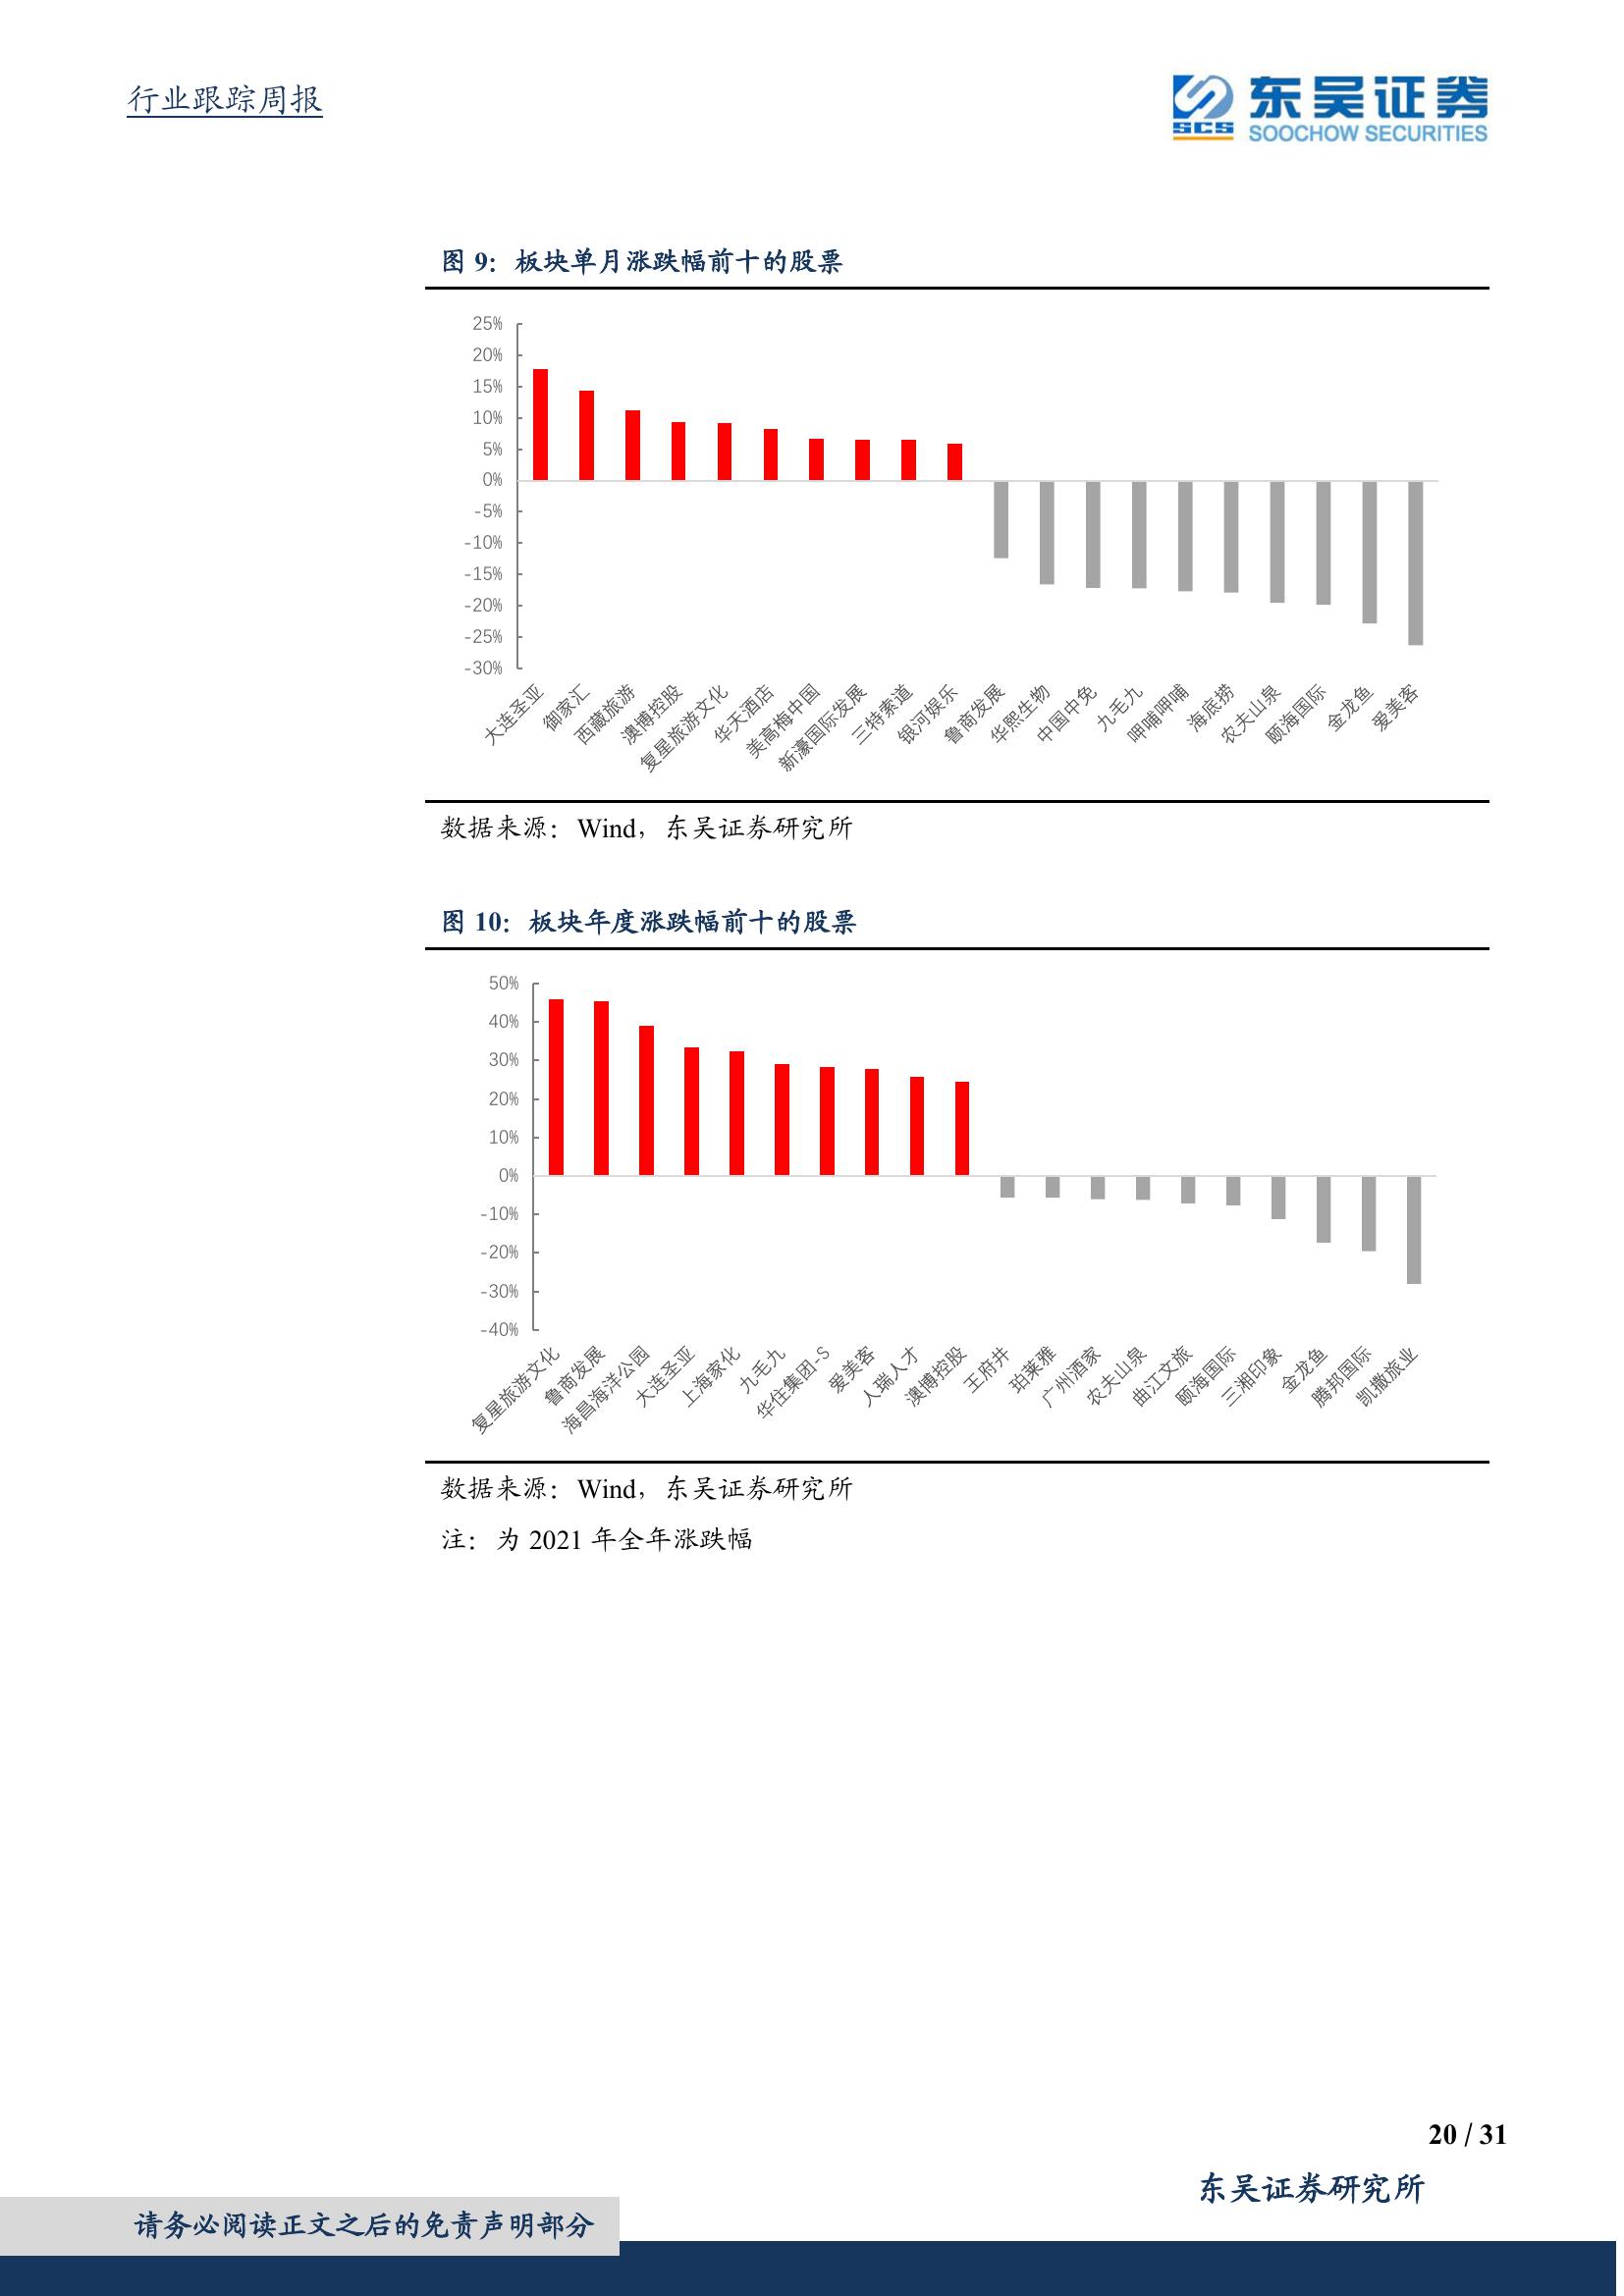 行业跟踪周报
SCS 东吴证券
SOOCHOW SECURITIES
图 9：板块单月涨跌幅前十的股票
25%
20%
15%
10%
5%
0%
-5%
-10%
-15%
-20%
-25%
-30%
大连圣亚
御家汇
西藏旅游
澳博控股
复星旅游文化
华天酒店
美高梅中国
新濠国际发展
三特索道
银河娱乐
鲁商发展
华熙生物
中国中免
九毛九
呷哺呷哺
海底捞
农夫山泉
颐海国际
金龙鱼
爱美客
数据来源：Wind，东吴证券研究所
图 10：板块年度涨跌幅前十的股票
50%
40%
30%
20%
10%
0%
-10%
-20%
-30%
-40%
复星旅游文化
鲁商发展
海昌海洋公园
大连圣亚
上海家化
九毛九
华住集团-S
爱美客
人瑞人才
澳博控股
王府井
珀莱雅
广州酒家
农夫山泉
曲江文旅
颐海国际
三湘印象
金龙鱼
腾邦国际
凯撒旅业
数据来源：Wind，东吴证券研究所
注：为 2021 年全年涨跌幅
20 / 31
东吴证券研究所
请务必阅读正文之后的免责声明部分